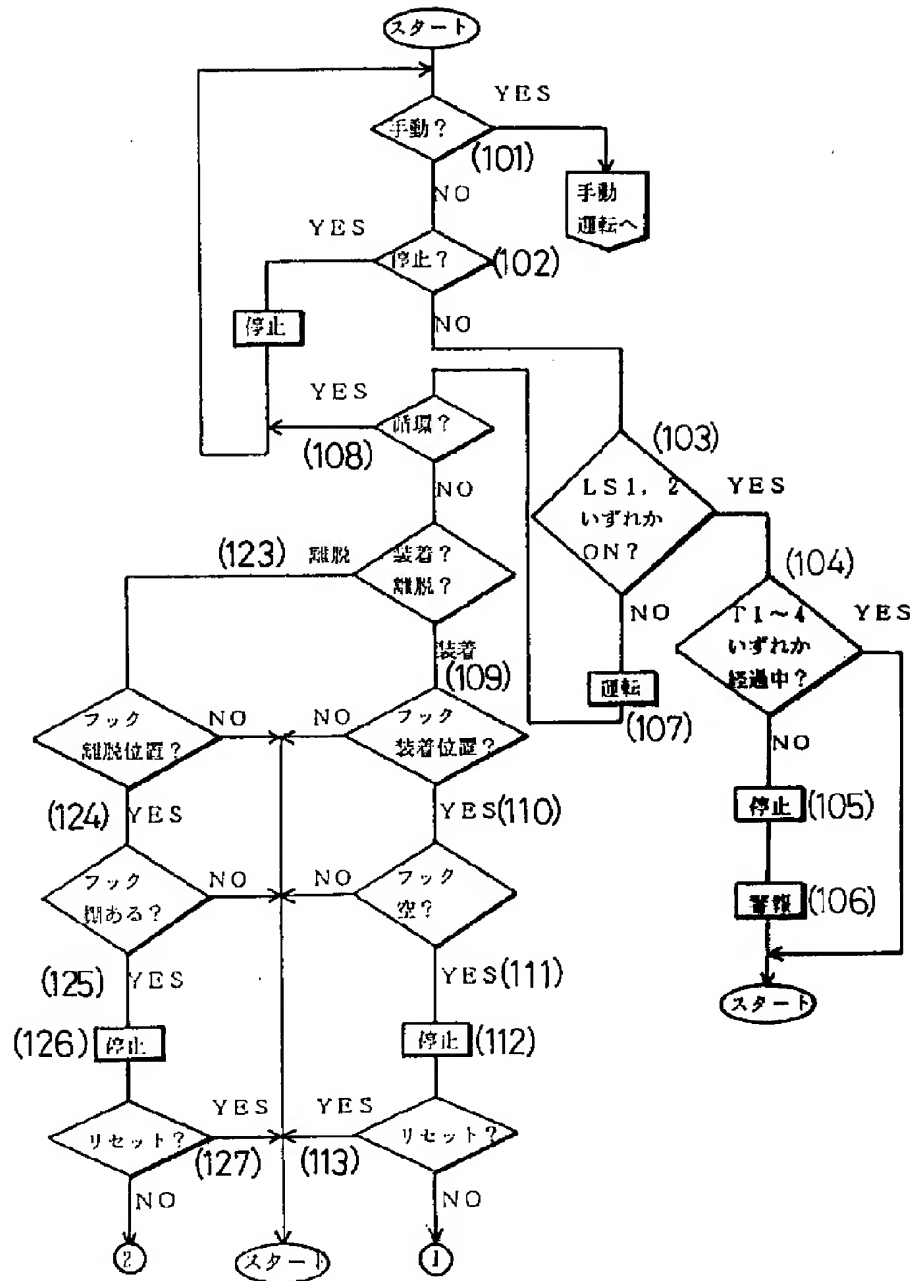 スタート
YES
手動?
(101)
手動
運転へ
NO
YES
停止?
(102)
停止
NO
YES
循環?
(108)
(103)
LS1, 2
いずれか
ON?
YES
NO
(123)
離脱
装着?
離脱?
(104)
T1~4
いずれか
経過中?
YES
NO
装着
(109)
運転
(107)
フック
離脱位置?
NO
NO
フック
装着位置?
NO
停止
(105)
(124)
YES
YES
(110)
フック
棚ある?
NO
NO
フック
空?
警報
(106)
(125)
YES
YES
(111)
スタート
(126)
停止
停止
(112)
YES
YES
リセット?
リセット?
(127)
(113)
NO
NO
2
スタート
1